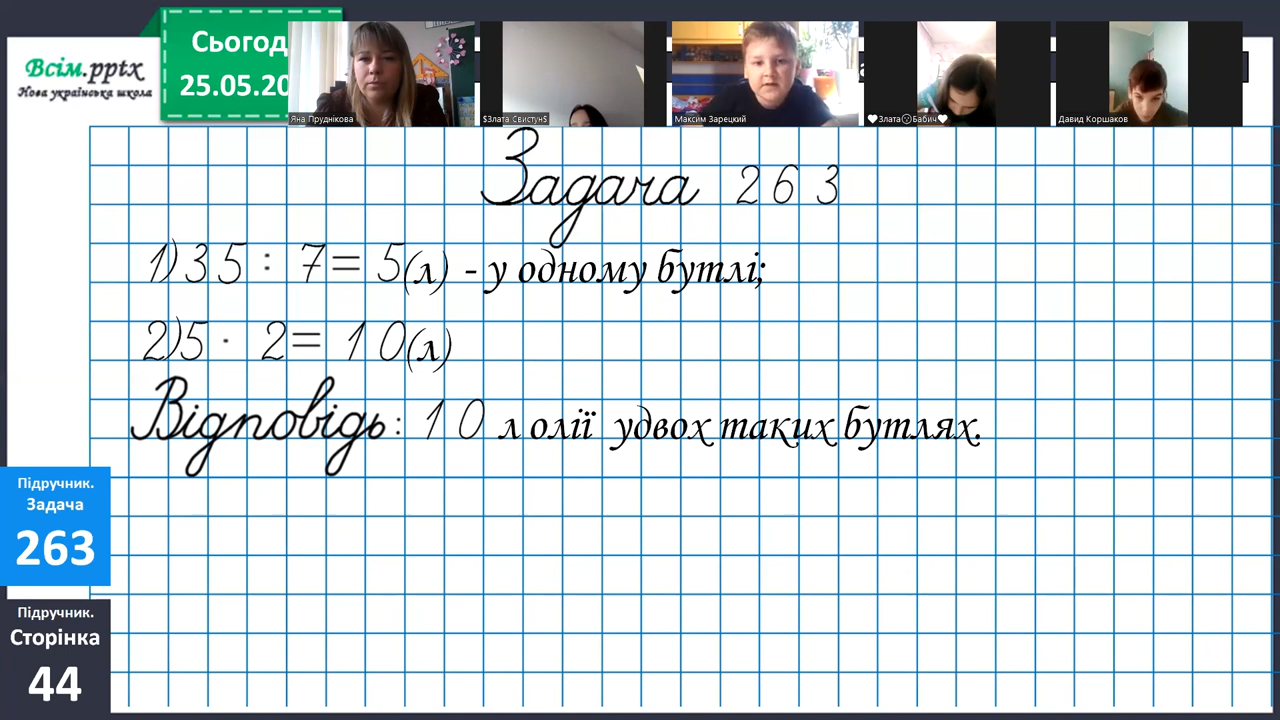 Всім.pptx
Нова українська школа
Сьогод
25.05.20
Яна Пруднікова
$Злата Свистун$
Максим Зарецкий
🤍Злата😗Бабич🤍
Давид Коршаков
Задача 263
1)35 : 7= 5(л) - у одному бутлі;
2)5 · 2= 10(л)
Відповідь: 10 л олії удвох таких бутлях.
Підручник.
Задача
263
Підручник.
Сторінка
44